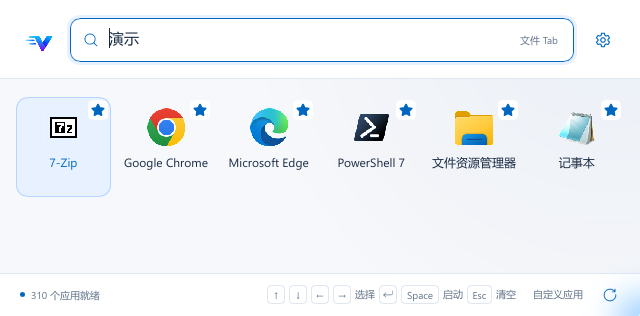 演示
文件 Tab
7z
7-Zip
Google Chrome
Microsoft Edge
PowerShell 7
文件资源管理器
记事本
310 个应用就绪
↑ ↓ ← → 选择 ↵ Space 启动 Esc 清空 自定义应用